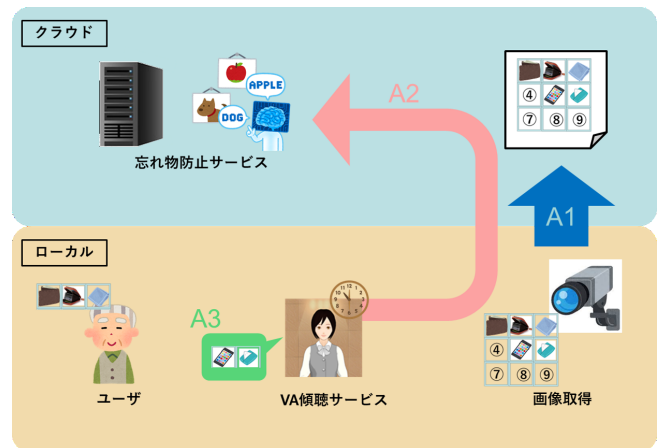 クラウド
APPLE
DOG
忘れ物防止サービス
A2
④
⑦ ⑧ ⑨
A1
ローカル
A3
④
⑦ ⑧ ⑨
ユーザ
VA傾聴サービス
画像取得